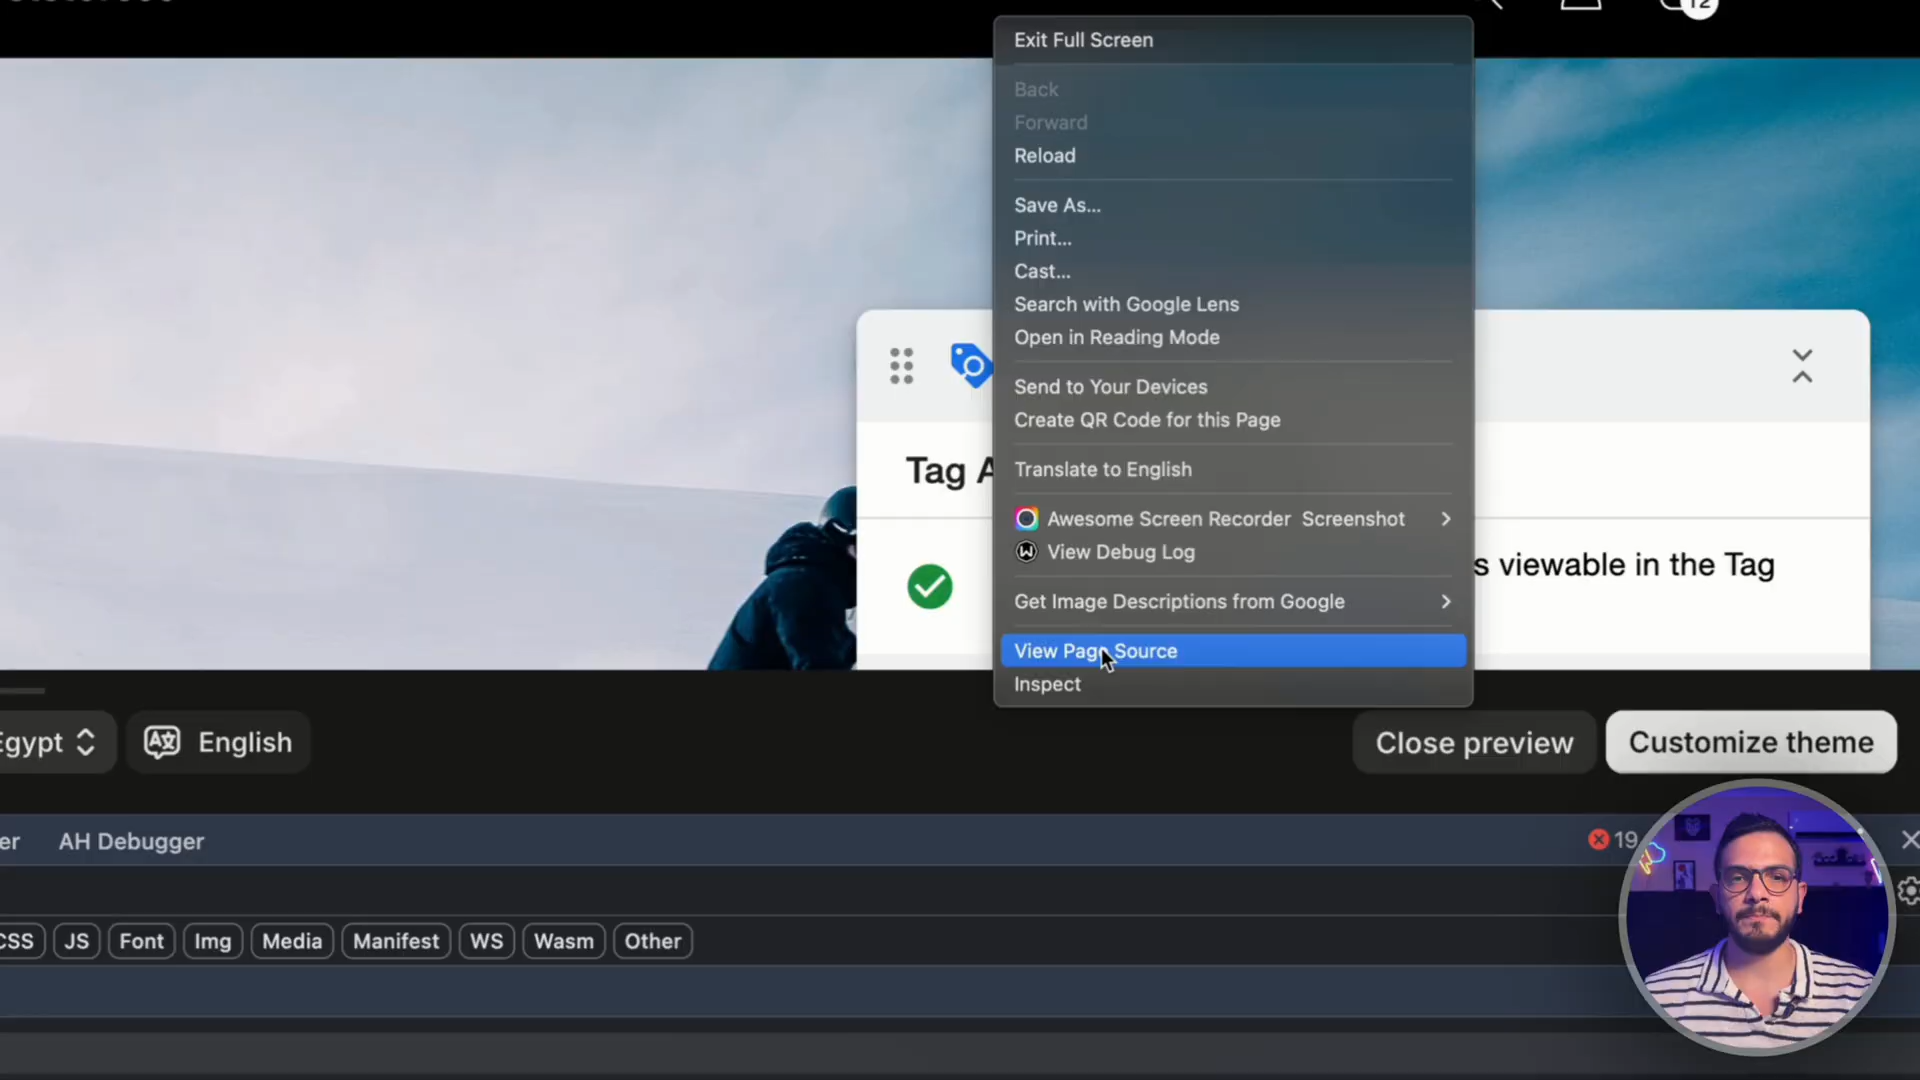 12
Exit Full Screen
Back
Forward
Reload
Save As...
Print...
Cast...
Search with Google Lens
Open in Reading Mode
Send to Your Devices
Create QR Code for this Page
Translate to English
Tag A
Awesome Screen Recorder Screenshot
View Debug Log
s viewable in the Tag
Get Image Descriptions from Google
View Page Source
Inspect
Egypt
English
Close preview
Customize theme
er
AH Debugger
19
CSS
JS
Font
Img
Media
Manifest
WS
Wasm
Other